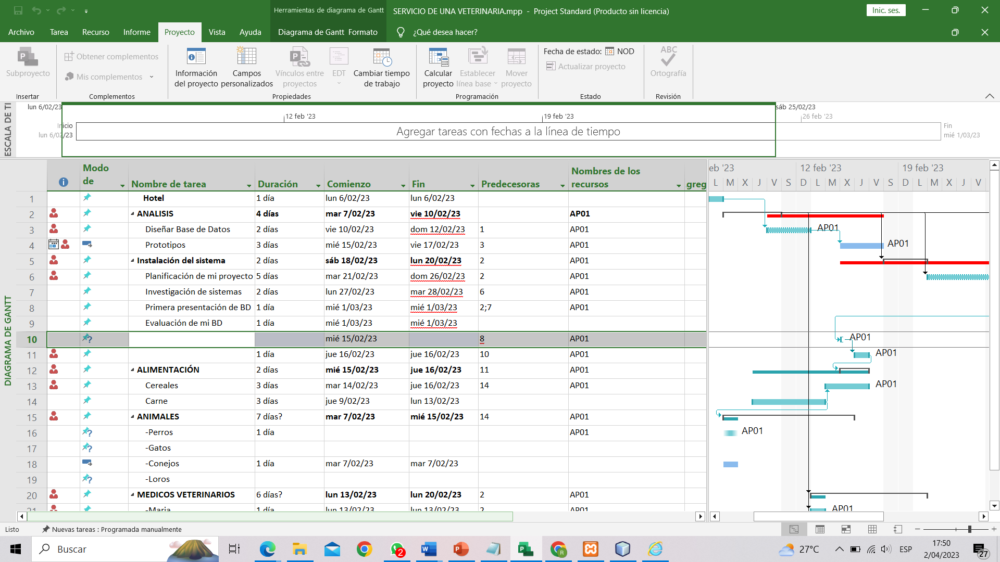 Herramientas de diagrama de Gantt
SERVICIO DE UNA VETERINARIA.mpp - Project Standard (Producto sin licencia)
Inic. ses.
Archivo Tarea Recurso Informe Proyecto Vista Ayuda Diagrama de Gantt Formato ¿Qué desea hacer?
Subproyecto
Insertar
Obtener complementos
Mis complementos
Complementos
Información del proyecto
Campos personalizados
Vínculos entre proyectos
EDT
Cambiar tiempo de trabajo
Propiedades
Calcular proyecto
Establecer línea base
Mover proyecto
Programación
Fecha de estado: NOD
Actualizar proyecto
Estado
ABC
Ortografía
Revisión
ESCALA DE TI
lun 6/02/23
sáb 25/02/23
12 feb '23 19 feb '23 26 feb '23
Inicio
lun 6/02/23
Agregar tareas con fechas a la línea de tiempo
Fin
mié 1/03/23
DIAGRAMA DE GANTT
Modo de Nombre de tarea Duración Comienzo Fin Predecesoras Nombres de los recursos greg
eb '23 12 feb '23 19 feb '23
L M X J V S D L M X J V S D L M X J V
1 Hotel 1 día lun 6/02/23 lun 6/02/23
2 ANALISIS 4 días mar 7/02/23 vie 10/02/23 AP01
3 Diseñar Base de Datos 2 días vie 10/02/23 dom 12/02/23 1 AP01 AP01
4 Prototipos 3 días mié 15/02/23 vie 17/02/23 3 AP01 AP01
5 Instalación del sistema 2 días sáb 18/02/23 lun 20/02/23 2 AP01
6 Planificación de mi proyecto 5 días mar 21/02/23 dom 26/02/23 2 AP01
7 Investigación de sistemas 2 días lun 27/02/23 mar 28/02/23 6 AP01
8 Primera presentación de BD 1 día mié 1/03/23 mié 1/03/23 2;7 AP01
9 Evaluación de mi BD 1 día mié 1/03/23 mié 1/03/23
10 mié 15/02/23 8 AP01 AP01
11 1 día jue 16/02/23 jue 16/02/23 10 AP01 AP01
12 ALIMENTACIÓN 2 días mié 15/02/23 jue 16/02/23 11 AP01
13 Cereales 3 días mar 14/02/23 jue 16/02/23 14 AP01 AP01
14 Carne 3 días jue 9/02/23 lun 13/02/23
15 ANIMALES 7 días? mar 7/02/23 mié 15/02/23 14 AP01
16 -Perros 1 día AP01 AP01
17 -Gatos
18 -Conejos 1 día mar 7/02/23 mar 7/02/23
19 -Loros
20 MEDICOS VETERINARIOS 6 días? lun 13/02/23 lun 20/02/23 2 AP01
21 -Maria 1 día lun 13/02/23 lun 13/02/23 2 AP01 AP01
Listo Nuevas tareas : Programada manualmente
Buscar
2
27°C
ESP
17:50
2/04/2023
27